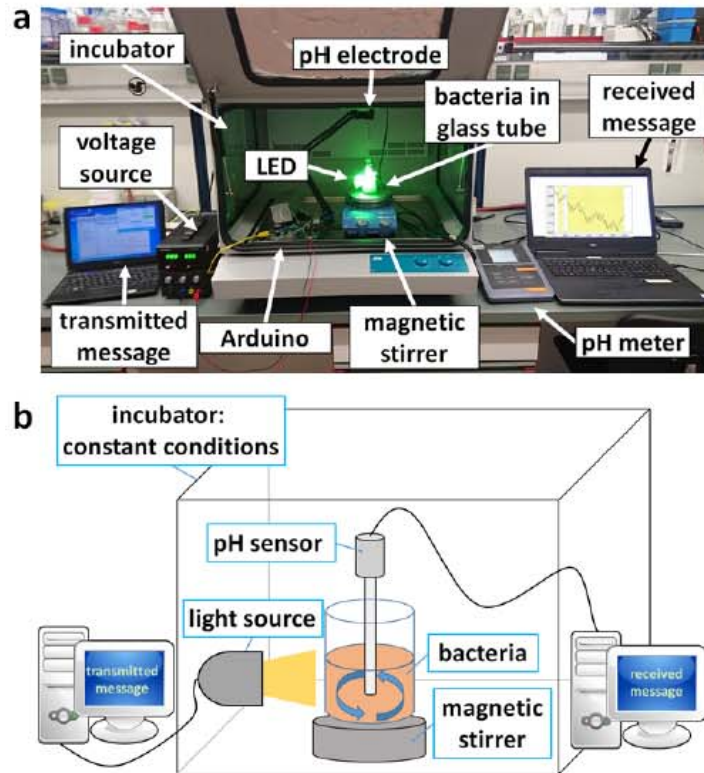 a
incubator
pH electrode
voltage
source
LED
bacteria in
glass tube
received
message
transmitted
message
Arduino
magnetic
stirrer
pH meter
b
incubator:
constant conditions
pH sensor
light source
transmitted
message
bacteria
received
message
magnetic
stirrer